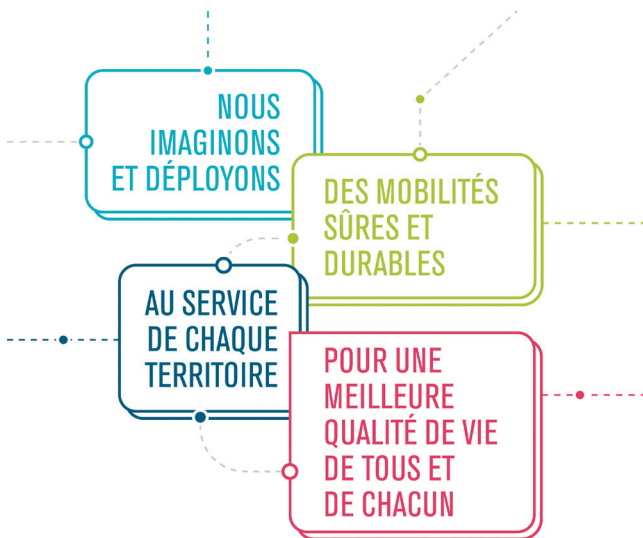 NOUS
IMAGINONS
ET DÉPLOYONS
DES MOBILITÉS
SÛRES ET
DURABLES
AU SERVICE
DE CHAQUE
TERRITOIRE
POUR UNE
MEILLEURE
QUALITÉ DE VIE
DE TOUS ET
DE CHACUN